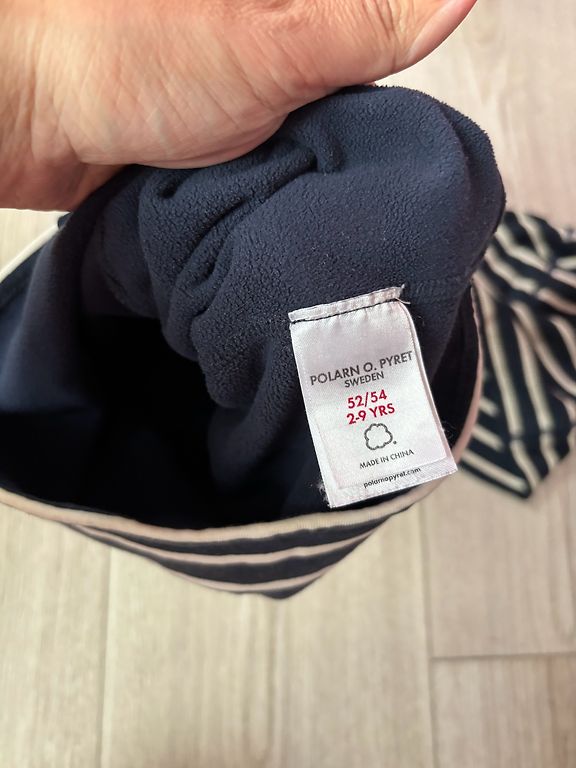 POLARN O. PYRET
SWEDEN
52/54
2-9 YRS
MADE IN CHINA
polarnopyret.com